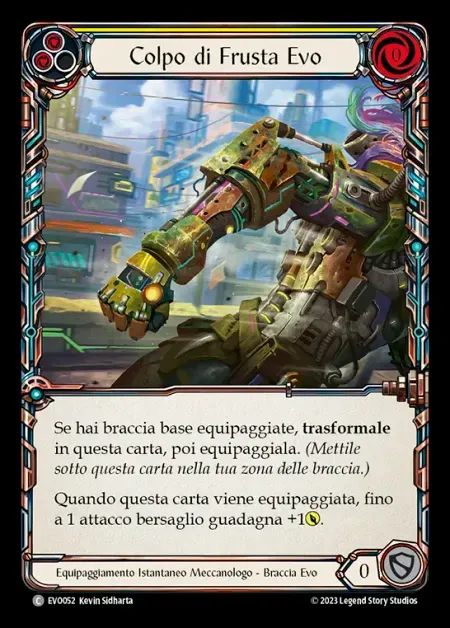 Colpo di Frusta Evo
0
Se hai braccia base equipaggiate, trasformale
in questa carta, poi equipaggiala. (Mettile
sotto questa carta nella tua zona delle braccia.)
Quando questa carta viene equipaggiata, fino
a 1 attacco bersaglio guadagna +1.
Equipaggiamento Istantaneo Meccanologo - Braccia Evo
0
C EVO052 Kevin Sidharta
© 2023 Legend Story Studios